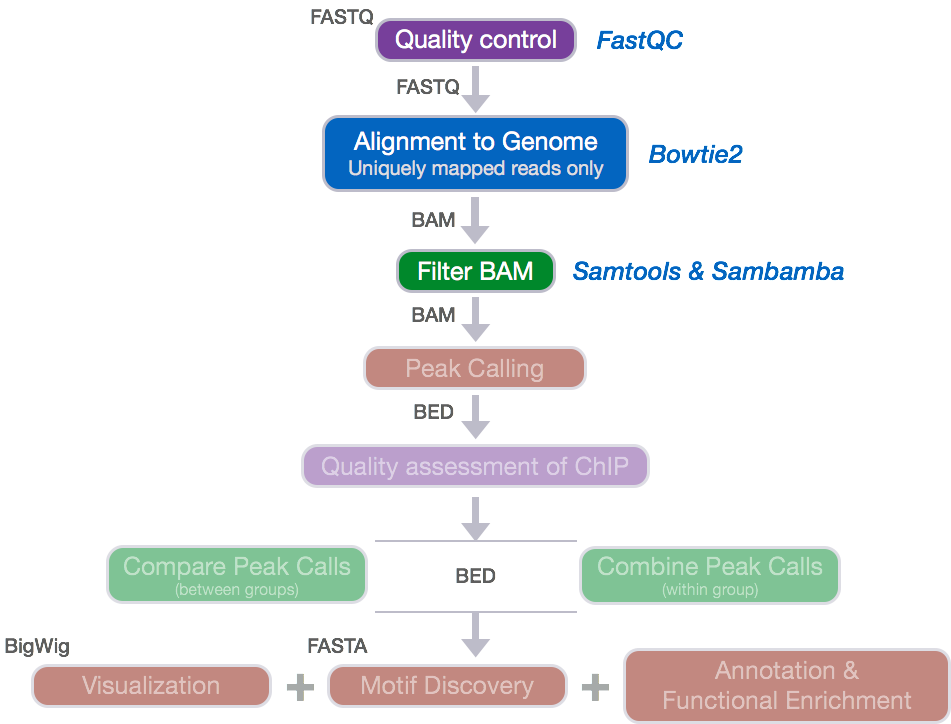 FASTQ
Quality control
FastQC
FASTQ
Alignment to Genome
Uniquely mapped reads only
Bowtie2
BAM
Filter BAM
Samtools & Sambamba
BAM
Peak Calling
BED
Quality assessment of ChIP
Compare Peak Calls
(between groups)
BED
Combine Peak Calls
(within group)
BigWig
Visualization
+
FASTA
Motif Discovery
+
Annotation &
Functional Enrichment